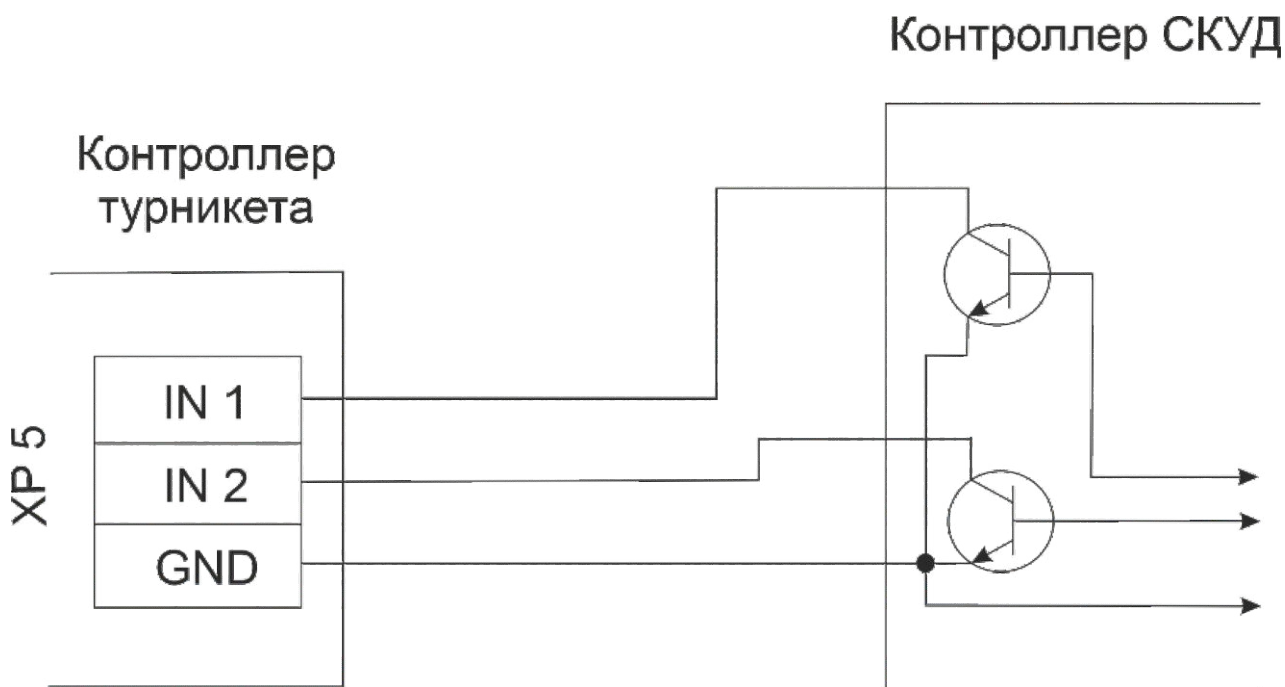 Контроллер СКУД
Контроллер
турникета
XP 5
IN 1
IN 2
GND